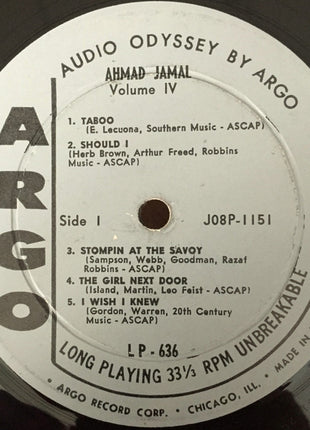 AUDIO ODYSSEY BY ARGO
AHMAD JAMAL
Volume IV
ARGO
1. TABOO
(E. Lecuona, Southern Music - ASCAP)
2. SHOULD I
(Herb Brown, Arthur Freed, Robbins
Music - ASCAP)
Side 1 J08P-1151
3. STOMPIN AT THE SAVOY
(Sampson, Webb, Goodman, Razaf
Robbins - ASCAP)
4. THE GIRL NEXT DOOR
(Island, Martin, Leo Feist - ASCAP)
5. I WISH I KNEW
(Gordon, Warren, 20th Century
Music - ASCAP)
LP - 636
LONG PLAYING 33⅓ RPM UNBREAKABLE
• ARGO RECORD CORP. • CHICAGO, ILL. • MADE IN